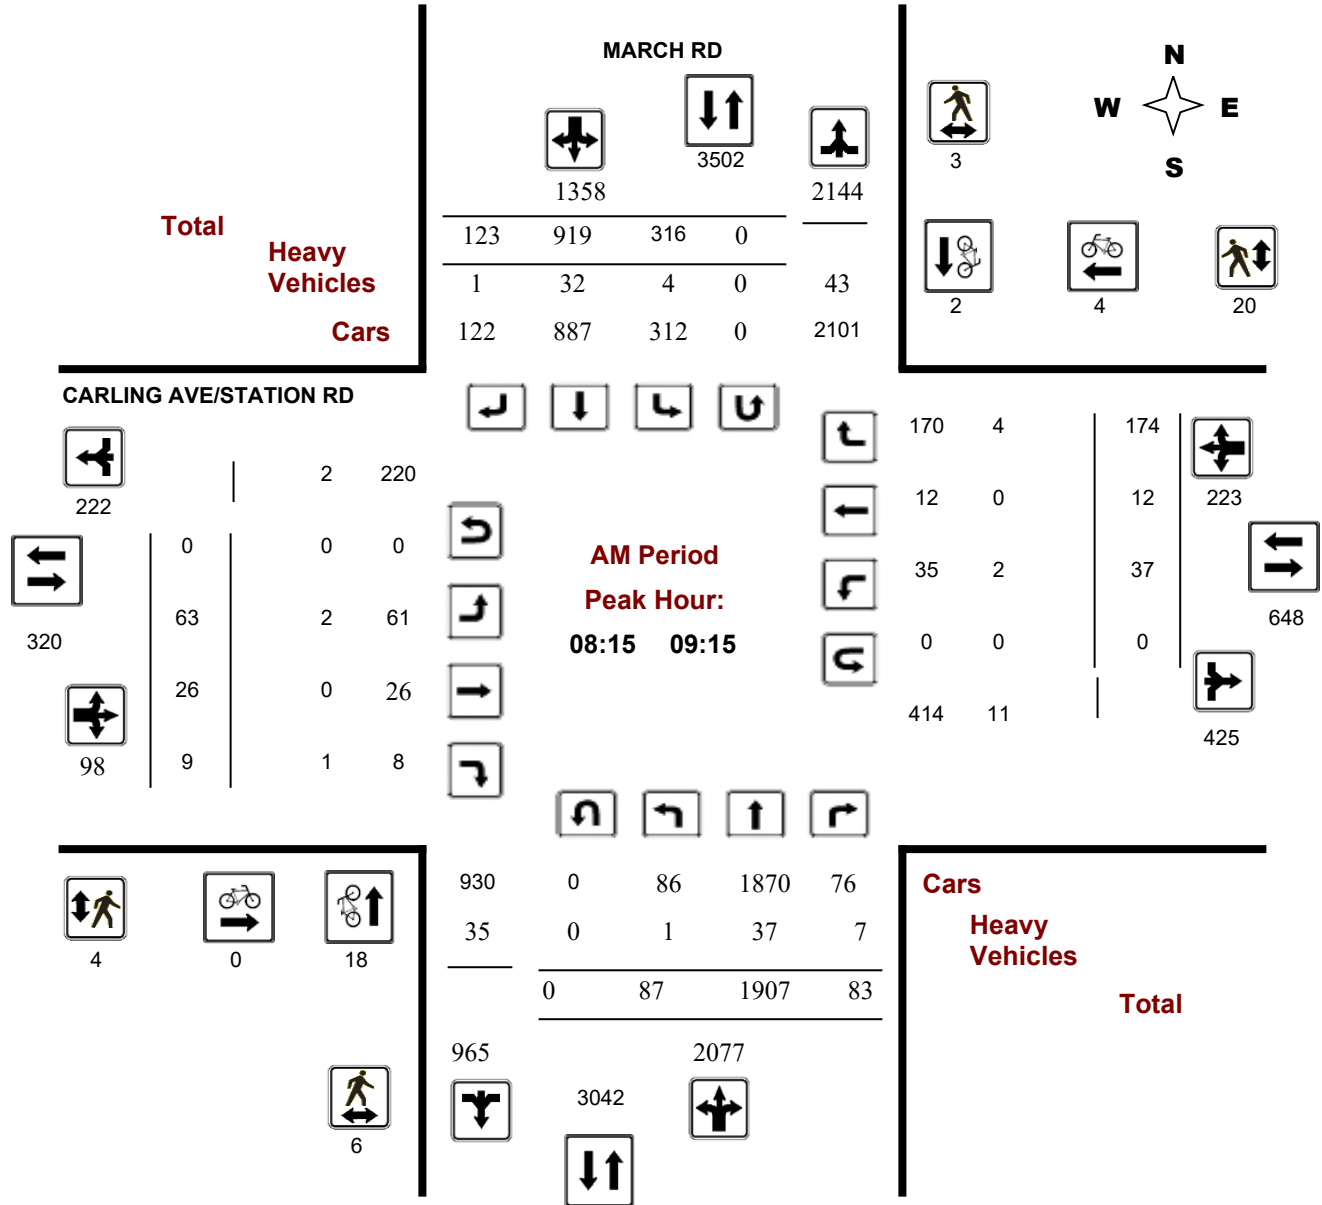 MARCH RD
N
W E
S
3502
3
1358 2144
Total
123 919 316 0
Heavy
Vehicles
1 32 4 0 43
2 4 20
Cars
122 887 312 0 2101
CARLING AVE/STATION RD
170 4 174
2 220
222
12 0 12 223
0 0 0
AM Period
35 2 37
Peak Hour:
63 2 61
648
320
08:15 09:15
0 0 0
26 0 26
414 11
425
98 9 1 8
930 0 86 1870 76
Cars
35 0 1 37 7
Heavy
Vehicles
4 0 18
0 87 1907 83
Total
965 2077
3042
6